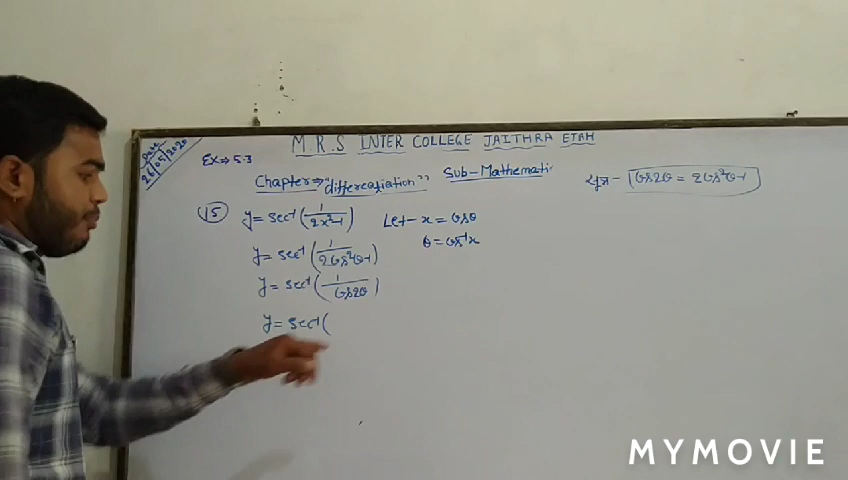 M.R.S INTER COLLEGE JAITHRA ETAH
Date
26/05/2020
EX⇒ 5.3
Chapter⇒ "differentiation" Sub-Mathemati
सूत्र- cos2θ = 2cos²θ-1
15 y = sec⁻¹(1/(2x²-1)) Let- x = cosθ
θ = cos⁻¹x
y = sec⁻¹(1/(2cos²θ-1))
y = sec⁻¹(1/cos2θ)
y = sec⁻¹(
MYMOVIE